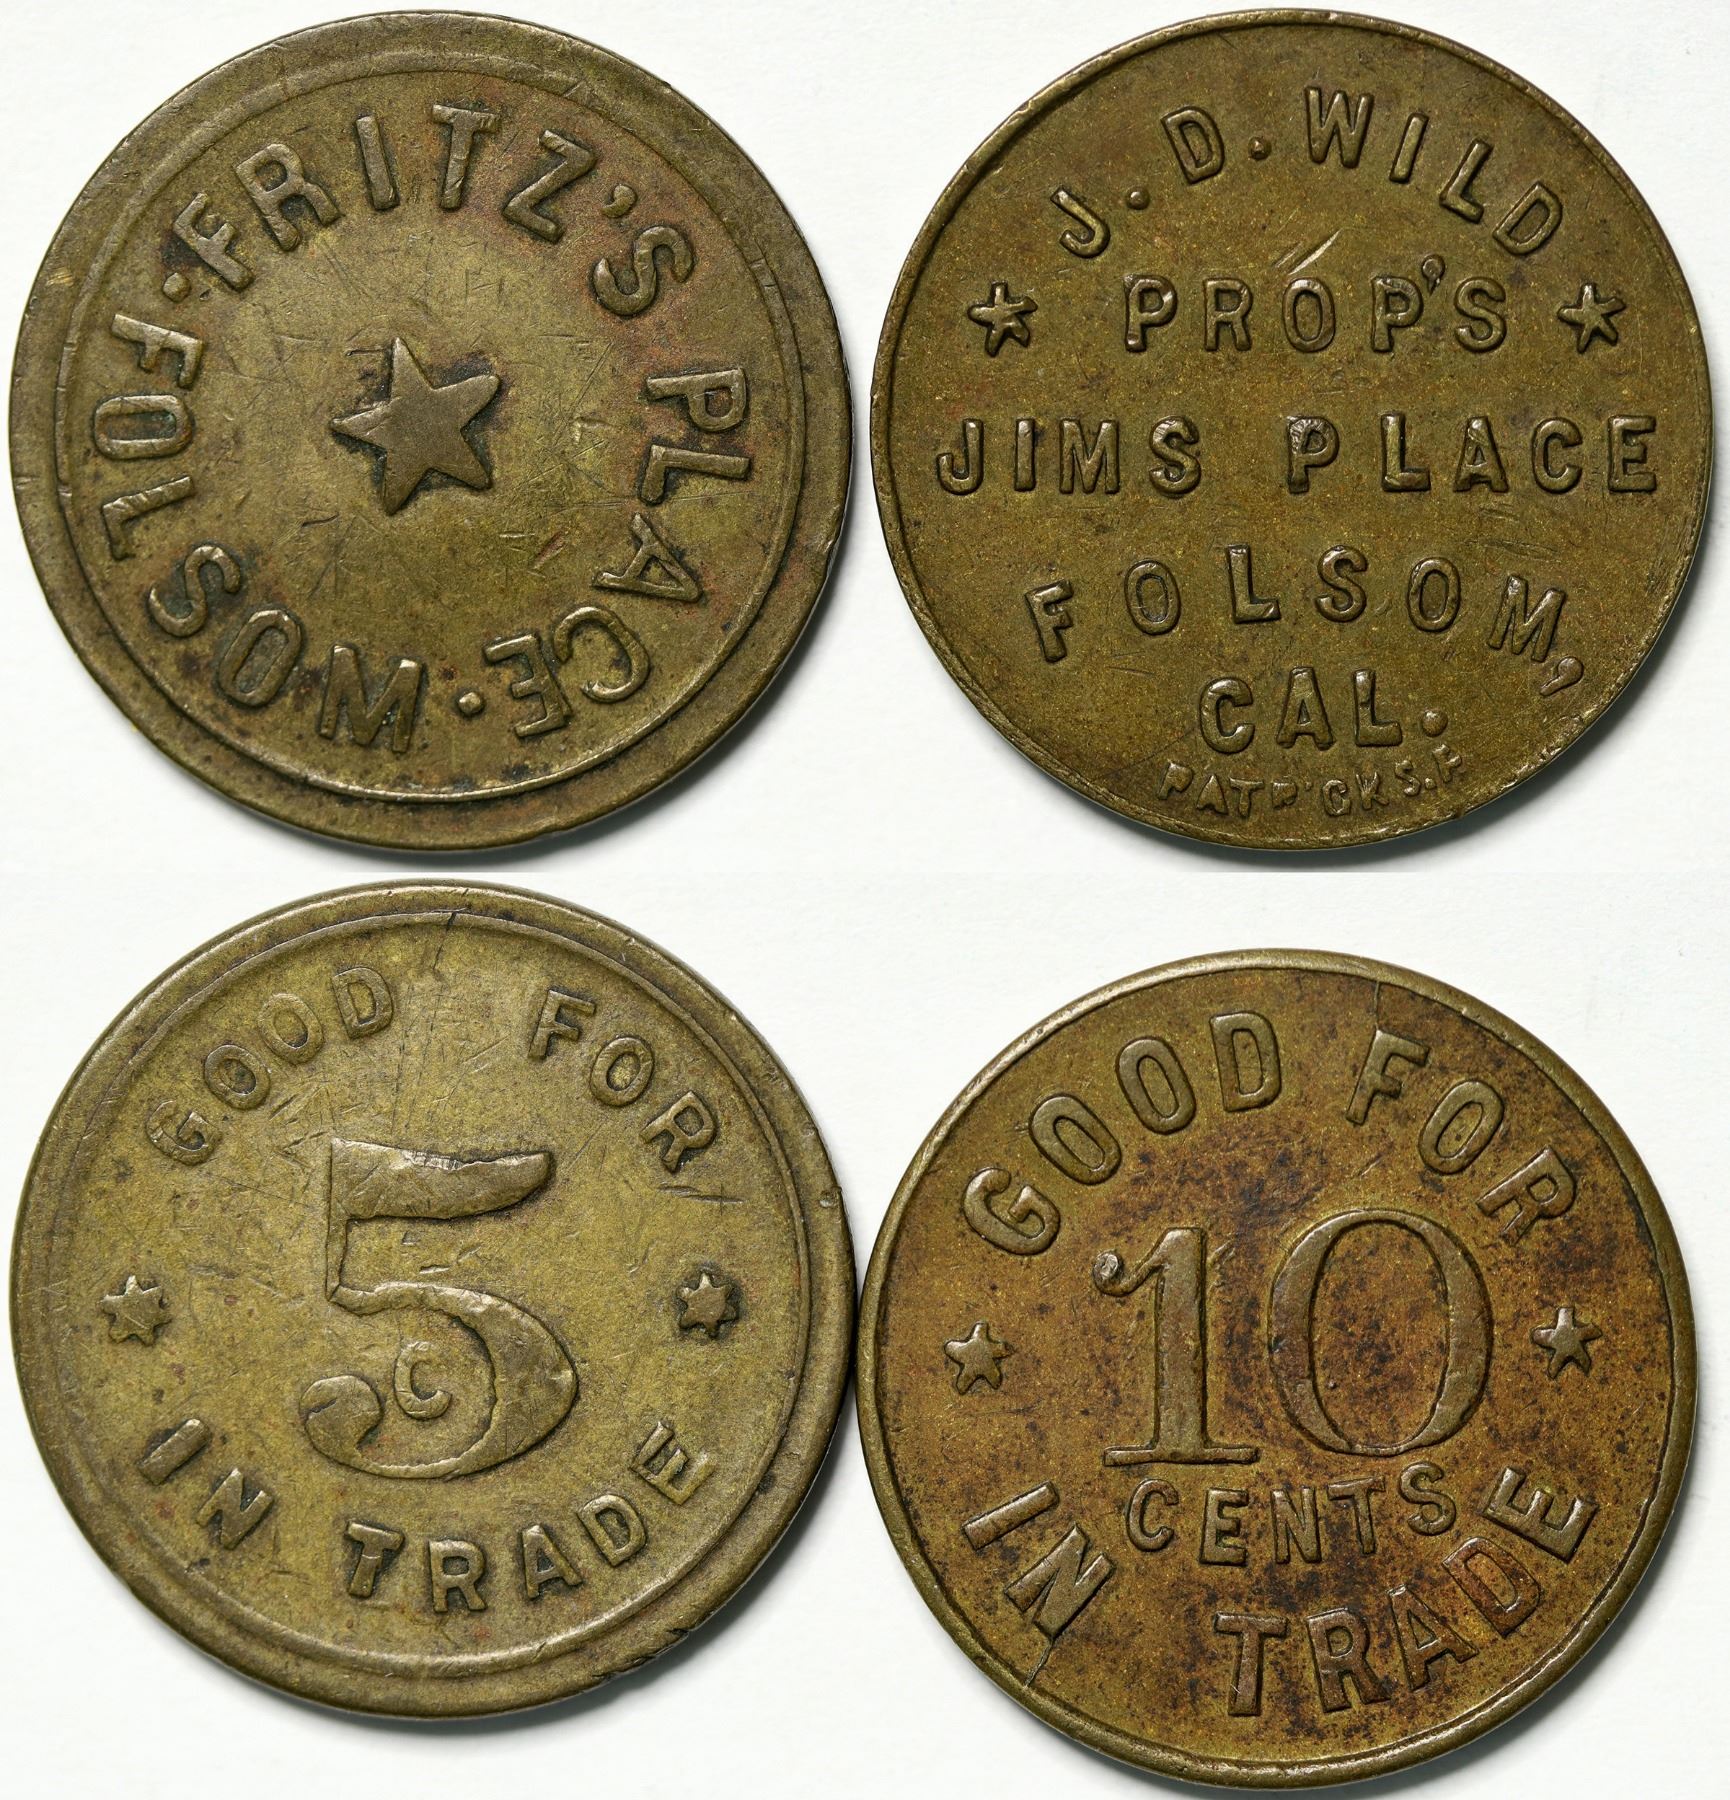 · FRITZ'S PLACE ·
FOLSOM
J. D. WILD
PROP'S
JIMS PLACE
FOLSOM,
CAL.
PATRICK S.F
GOOD FOR
5
C
IN TRADE
GOOD FOR
10
CENTS
IN TRADE